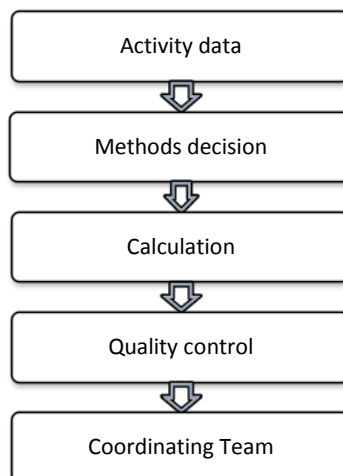 Activity data
Methods decision
Calculation
Quality control
Coordinating Team